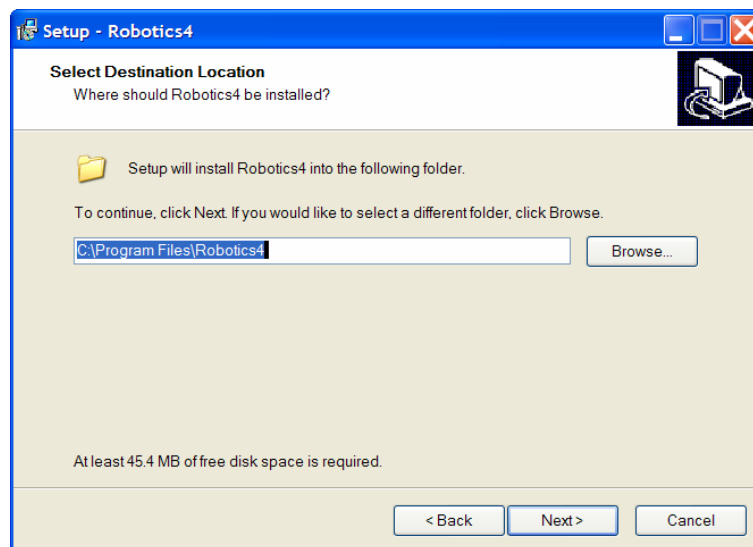 Setup - Robotics4
Select Destination Location
Where should Robotics4 be installed?
Setup will install Robotics4 into the following folder.
To continue, click Next. If you would like to select a different folder, click Browse.
C:\Program Files\Robotics4
Browse...
At least 45.4 MB of free disk space is required.
< Back
Next >
Cancel